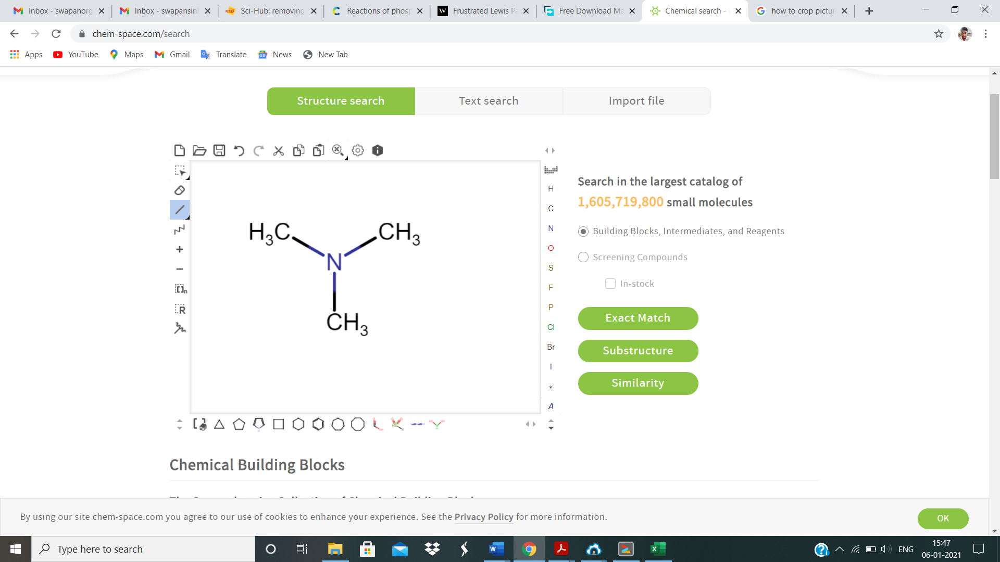 Inbox - swapanorg
Inbox - swapansinl
Sci-Hub: removing
Reactions of phosp
Frustrated Lewis Pa
Free Download Ma
Chemical search -
how to crop pictur
chem-space.com/search
Apps YouTube Maps Gmail Translate News New Tab
Structure search Text search Import file
H
C
N
O
S
F
P
Cl
Br
I
*
A
R
n
H3C CH3
N
CH3
Search in the largest catalog of
1,605,719,800 small molecules
Building Blocks, Intermediates, and Reagents
Screening Compounds
In-stock
Exact Match
Substructure
Similarity
Chemical Building Blocks
By using our site chem-space.com you agree to our use of cookies to enhance your experience. See the Privacy Policy for more information.
OK
Type here to search
ENG
15:47
06-01-2021